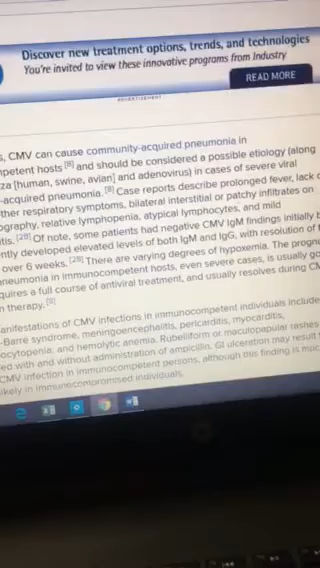 Discover new treatment options, trends, and technologies
You're invited to view these innovative programs from Industry
READ MORE
ADVERTISEMENT
s, CMV can cause community-acquired pneumonia in
petent hosts [8] and should be considered a possible etiology (along
za [human, swine, avian] and adenovirus) in cases of severe viral
-acquired pneumonia. [8] Case reports describe prolonged fever, lack o
ther respiratory symptoms, bilateral interstitial or patchy infiltrates on
ography, relative lymphopenia, atypical lymphocytes, and mild
itis. [28] Of note, some patients had negative CMV IgM findings initially b
ntly developed elevated levels of both IgM and IgG, with resolution of
over 6 weeks. [28] There are varying degrees of hypoxemia. The progn
neumonia in immunocompetent hosts, even severe cases, is usually go
quires a full course of antiviral treatment, and usually resolves during CM
n therapy. [9]
anifestations of CMV infections in immunocompetent individuals include
-Barré syndrome, meningoencephalitis, pericarditis, myocarditis,
ocytopenia, and hemolytic anemia. Rubelliform or maculopapular rashes
ed with and without administration of ampicillin. GI ulceration may result
CMV infection in immunocompetent persons, although this finding is muc
likely in immunocompromised individuals.